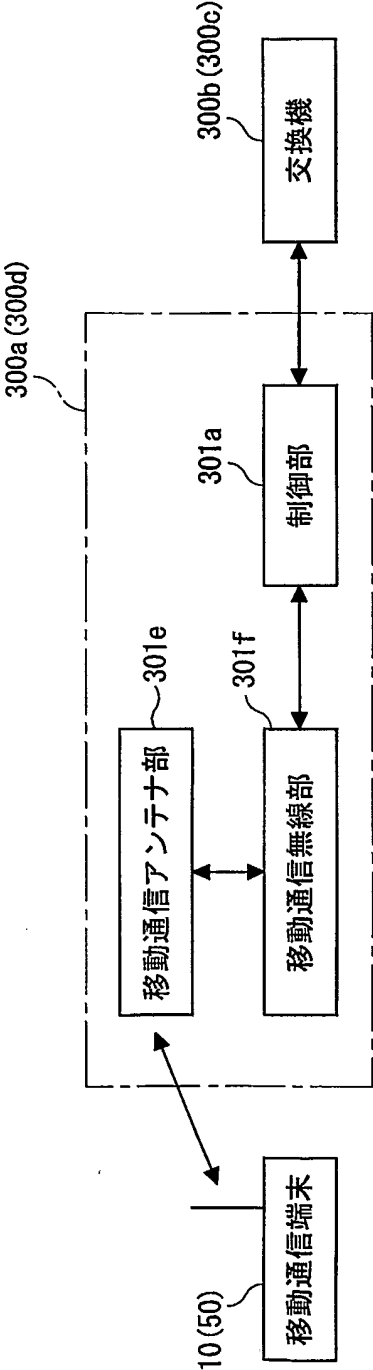 300a(300d)
300b(300c)
交換機
301a
制御部
301e
移動通信アンテナ部
301f
移動通信無線部
10(50)
移動通信端末